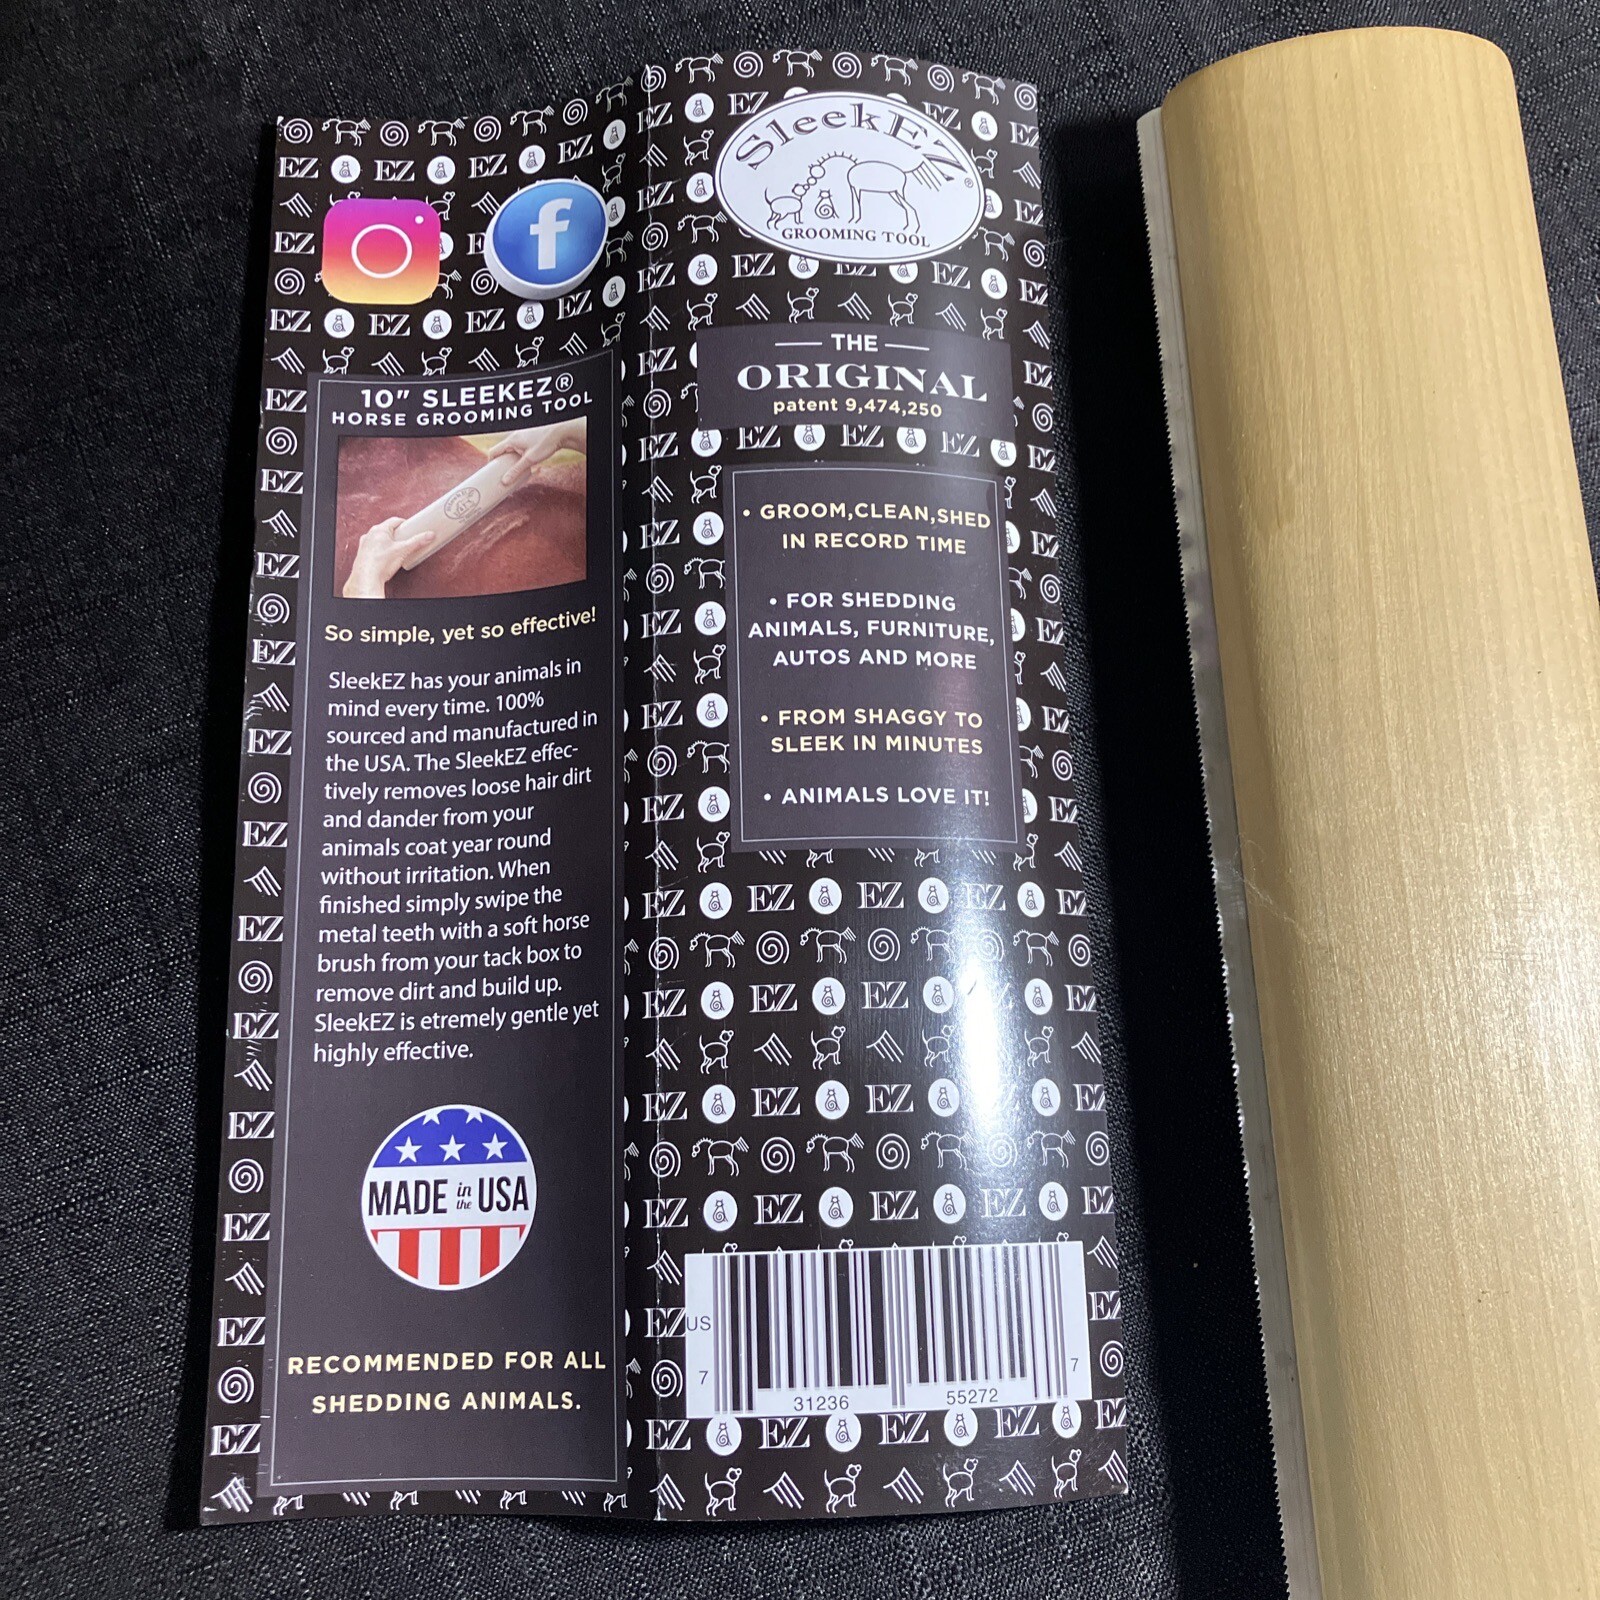 10" SLEEKEZ®
HORSE GROOMING TOOL
So simple, yet so effective!
SleekEZ has your animals in
mind every time. 100%
sourced and manufactured in
the USA. The SleekEZ effec-
tively removes loose hair dirt
and dander from your
animals coat year round
without irritation. When
finished simply swipe the
metal teeth with a soft horse
brush from your tack box to
remove dirt and build up.
SleekEZ is etremely gentle yet
highly effective.
MADE in the USA
RECOMMENDED FOR ALL
SHEDDING ANIMALS.
SleekEZ®
GROOMING TOOL
THE
ORIGINAL
patent 9,474,250
• GROOM,CLEAN,SHED
IN RECORD TIME
• FOR SHEDDING
ANIMALS, FURNITURE,
AUTOS AND MORE
• FROM SHAGGY TO
SLEEK IN MINUTES
• ANIMALS LOVE IT!
US
7 31236 55272 7